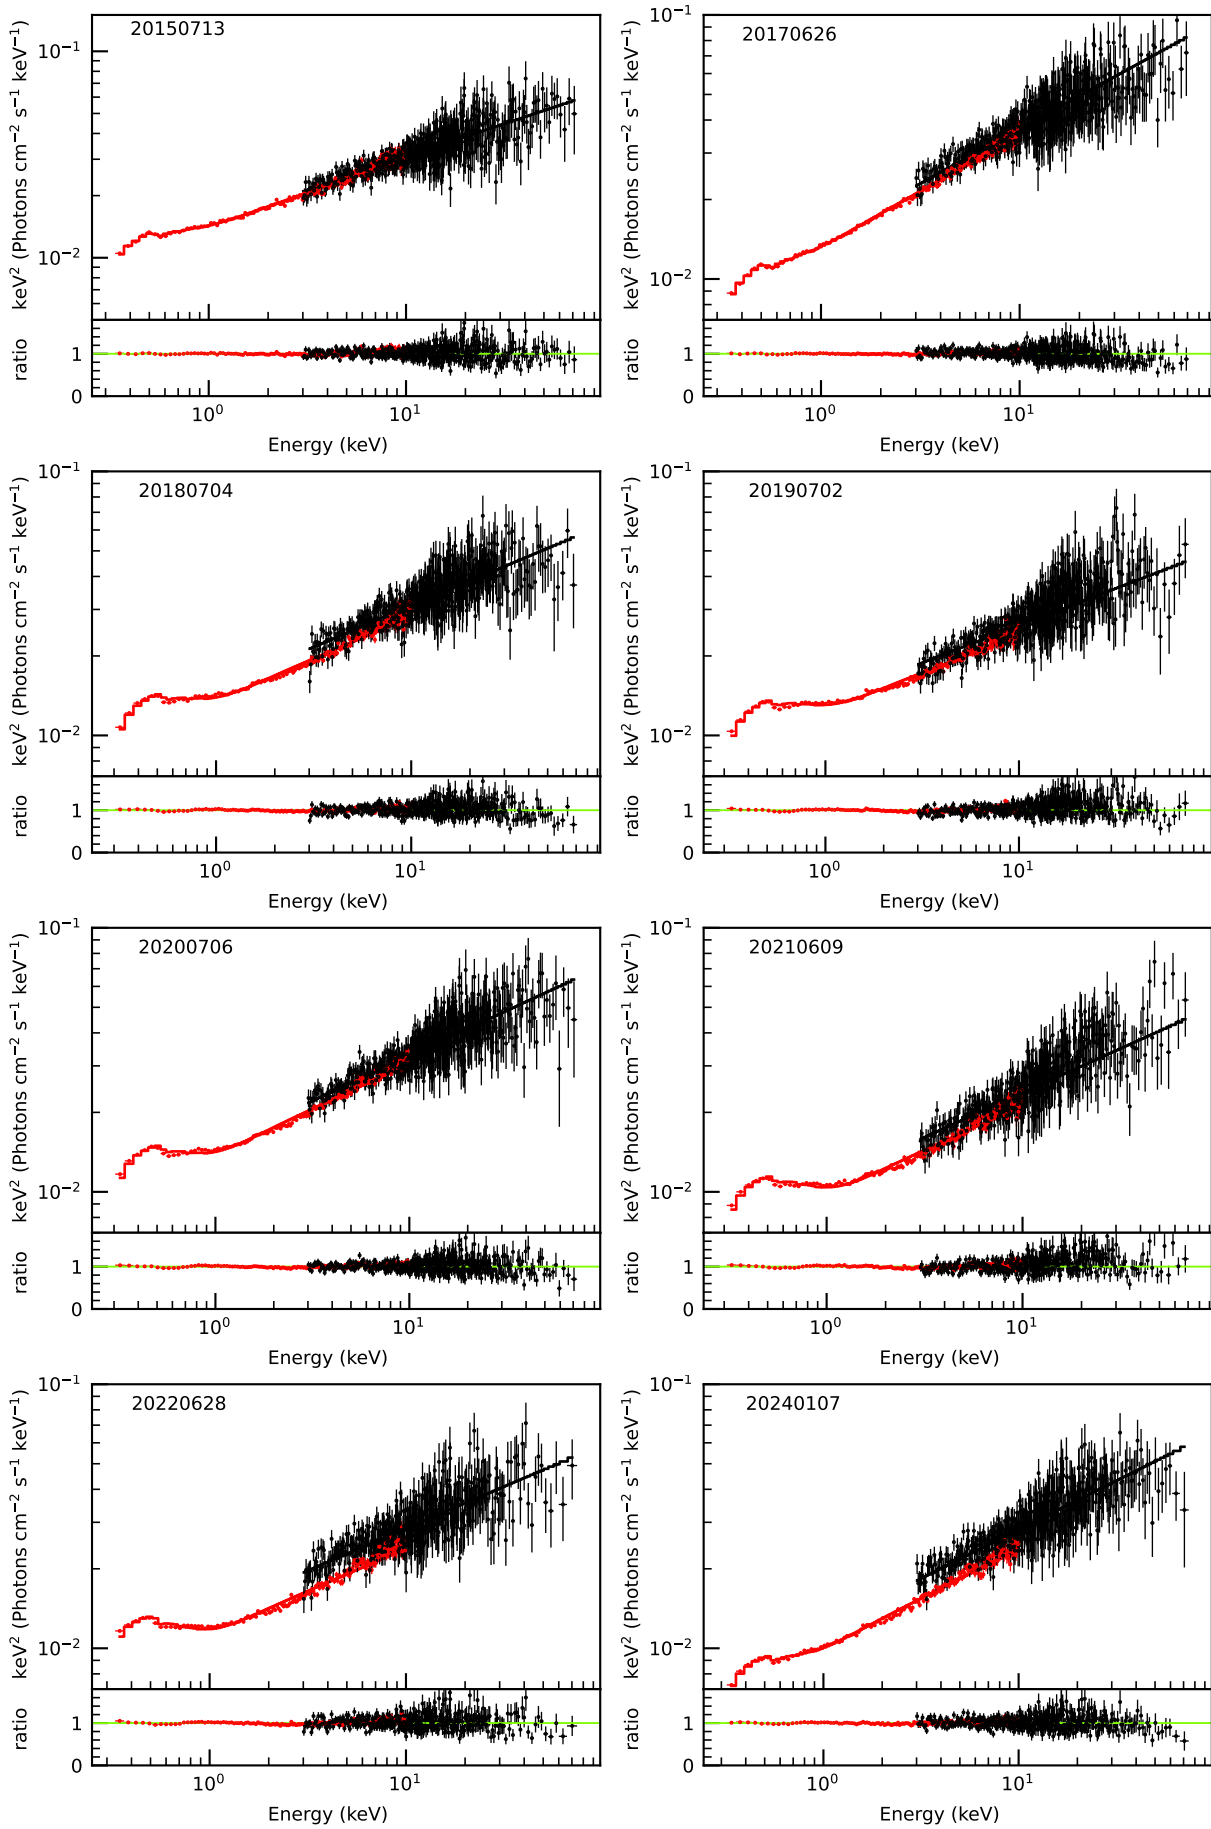 20150713
keV² (Photons cm⁻² s⁻¹ keV⁻¹)
10⁻¹
10⁻²
ratio
1
0
10⁰ 10¹
Energy (keV)
20170626
keV² (Photons cm⁻² s⁻¹ keV⁻¹)
10⁻¹
10⁻²
ratio
1
0
10⁰ 10¹
Energy (keV)
20180704
keV² (Photons cm⁻² s⁻¹ keV⁻¹)
10⁻¹
10⁻²
ratio
1
0
10⁰ 10¹
Energy (keV)
20190702
keV² (Photons cm⁻² s⁻¹ keV⁻¹)
10⁻¹
10⁻²
ratio
1
0
10⁰ 10¹
Energy (keV)
20200706
keV² (Photons cm⁻² s⁻¹ keV⁻¹)
10⁻¹
10⁻²
ratio
1
0
10⁰ 10¹
Energy (keV)
20210609
keV² (Photons cm⁻² s⁻¹ keV⁻¹)
10⁻¹
10⁻²
ratio
1
0
10⁰ 10¹
Energy (keV)
20220628
keV² (Photons cm⁻² s⁻¹ keV⁻¹)
10⁻¹
10⁻²
ratio
1
0
10⁰ 10¹
Energy (keV)
20240107
keV² (Photons cm⁻² s⁻¹ keV⁻¹)
10⁻¹
10⁻²
ratio
1
0
10⁰ 10¹
Energy (keV)